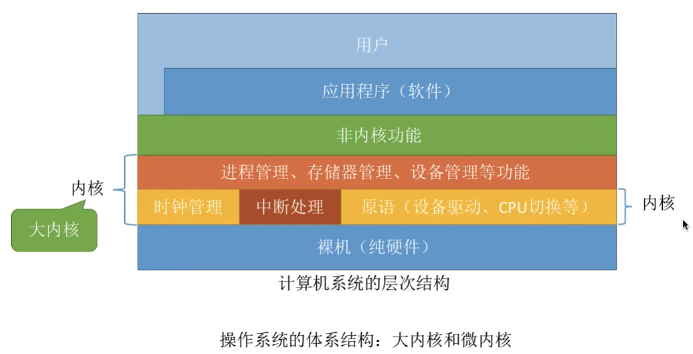 用户
应用程序（软件）
非内核功能
进程管理、存储器管理、设备管理等功能
内核
时钟管理
中断处理
原语（设备驱动、CPU切换等）
内核
大内核
裸机（纯硬件）
计算机系统的层次结构
操作系统的体系结构：大内核和微内核